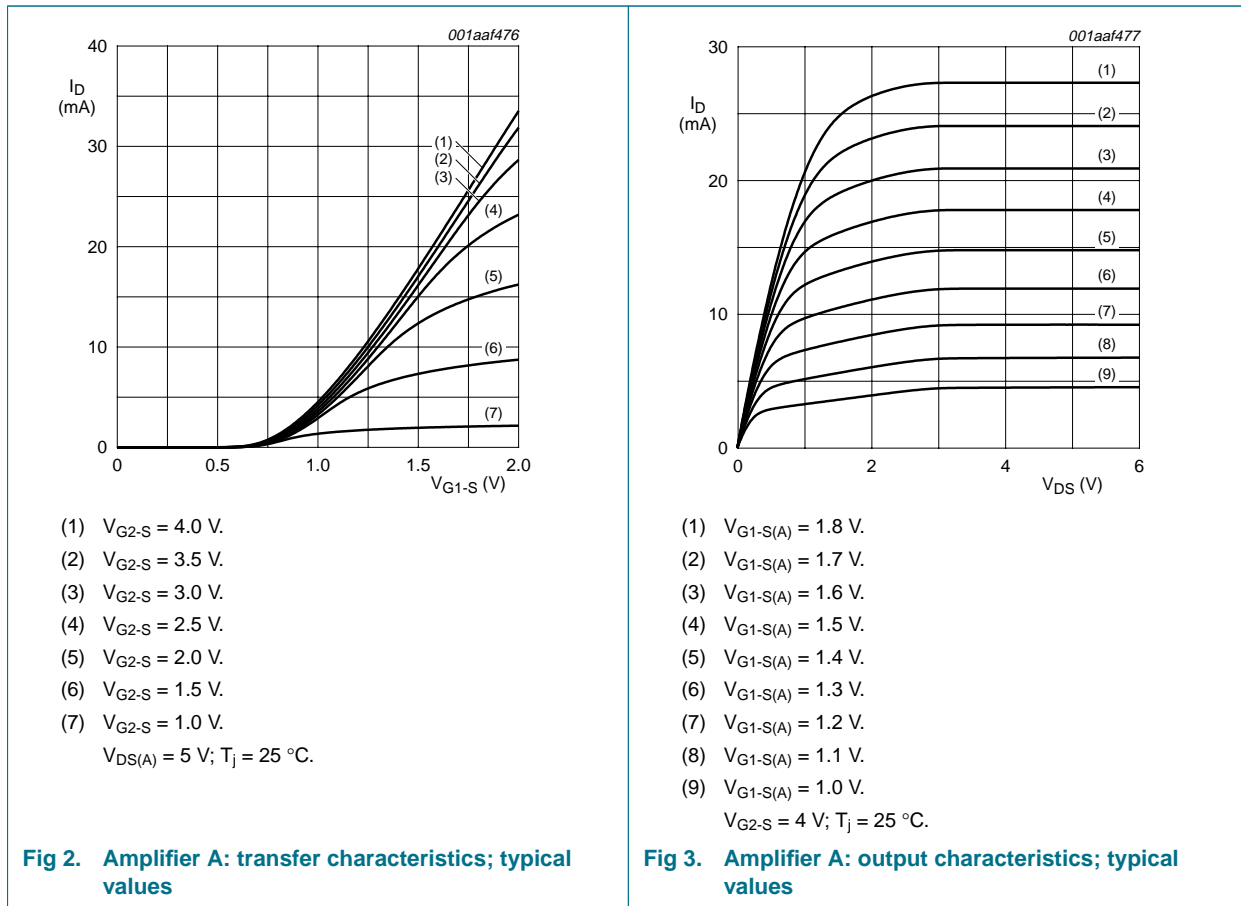 001aaf476
40
I_D
(mA)
30
20
10
0
(1)
(2)
(3)
(4)
(5)
(6)
(7)
0 0.5 1.0 1.5 2.0
V_G1-S (V)
(1) V_G2-S = 4.0 V.
(2) V_G2-S = 3.5 V.
(3) V_G2-S = 3.0 V.
(4) V_G2-S = 2.5 V.
(5) V_G2-S = 2.0 V.
(6) V_G2-S = 1.5 V.
(7) V_G2-S = 1.0 V.
V_DS(A) = 5 V; T_j = 25 °C.
Fig 2. Amplifier A: transfer characteristics; typical
values
001aaf477
30
I_D
(mA)
20
10
0
(1)
(2)
(3)
(4)
(5)
(6)
(7)
(8)
(9)
0 2 4 6
V_DS (V)
(1) V_G1-S(A) = 1.8 V.
(2) V_G1-S(A) = 1.7 V.
(3) V_G1-S(A) = 1.6 V.
(4) V_G1-S(A) = 1.5 V.
(5) V_G1-S(A) = 1.4 V.
(6) V_G1-S(A) = 1.3 V.
(7) V_G1-S(A) = 1.2 V.
(8) V_G1-S(A) = 1.1 V.
(9) V_G1-S(A) = 1.0 V.
V_G2-S = 4 V; T_j = 25 °C.
Fig 3. Amplifier A: output characteristics; typical
values